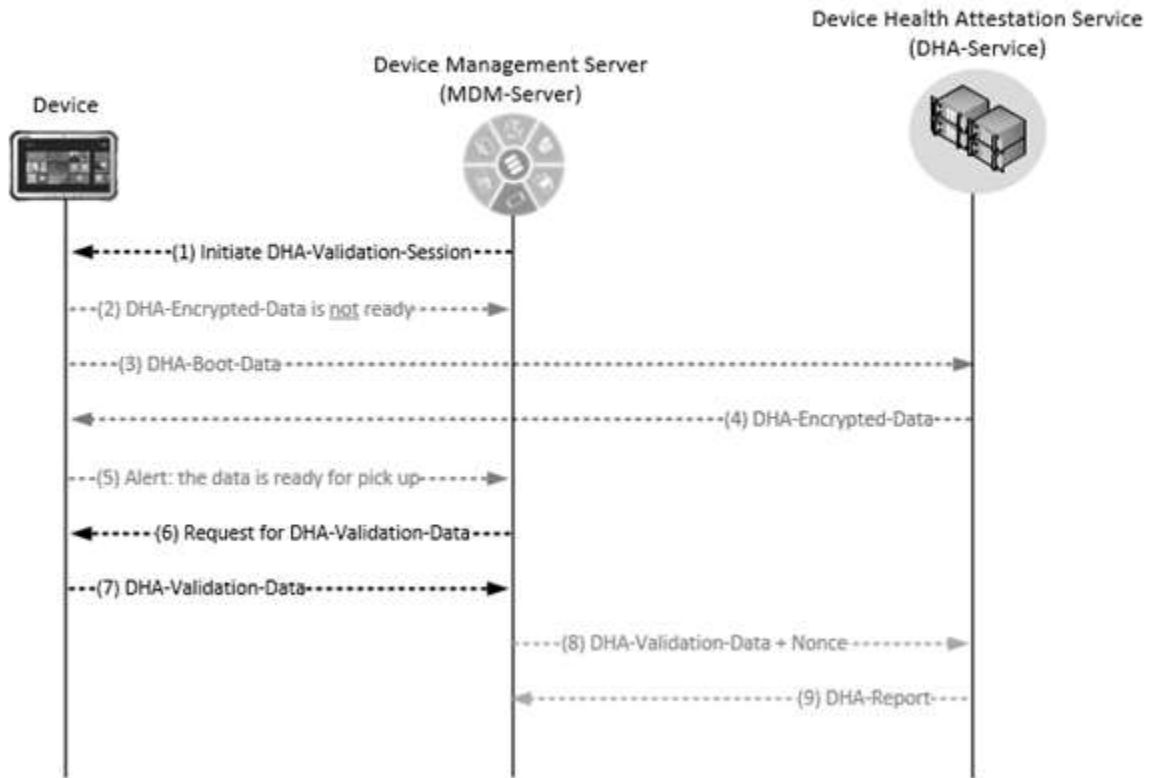 Device Health Attestation Service
(DHA-Service)
Device Management Server
(MDM-Server)
Device
(1) Initiate DHA-Validation-Session
(2) DHA-Encrypted-Data is not ready
(3) DHA-Boot-Data
(4) DHA-Encrypted-Data
(5) Alert: the data is ready for pick up
(6) Request for DHA-Validation-Data
(7) DHA-Validation-Data
(8) DHA-Validation-Data + Nonce
(9) DHA-Report